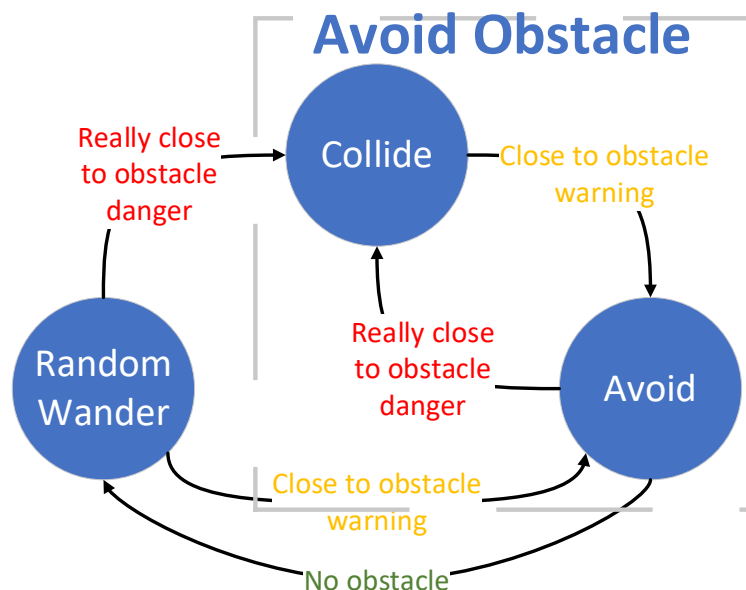 Avoid Obstacle
Really close
to obstacle
danger
Collide
Close to obstacle
warning
Random
Wander
Really close
to obstacle
danger
Avoid
Close to obstacle
warning
No obstacle